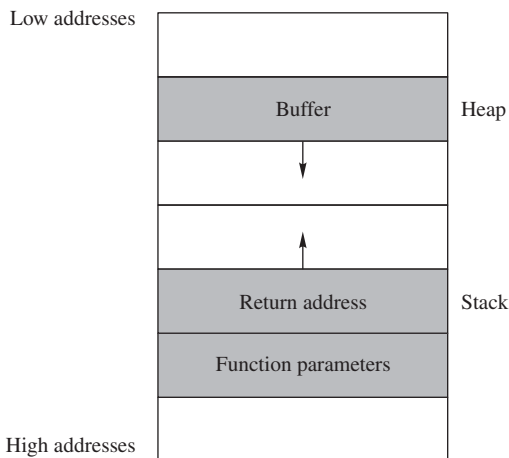 Low addresses
Buffer
Heap
Return address
Stack
Function parameters
High addresses